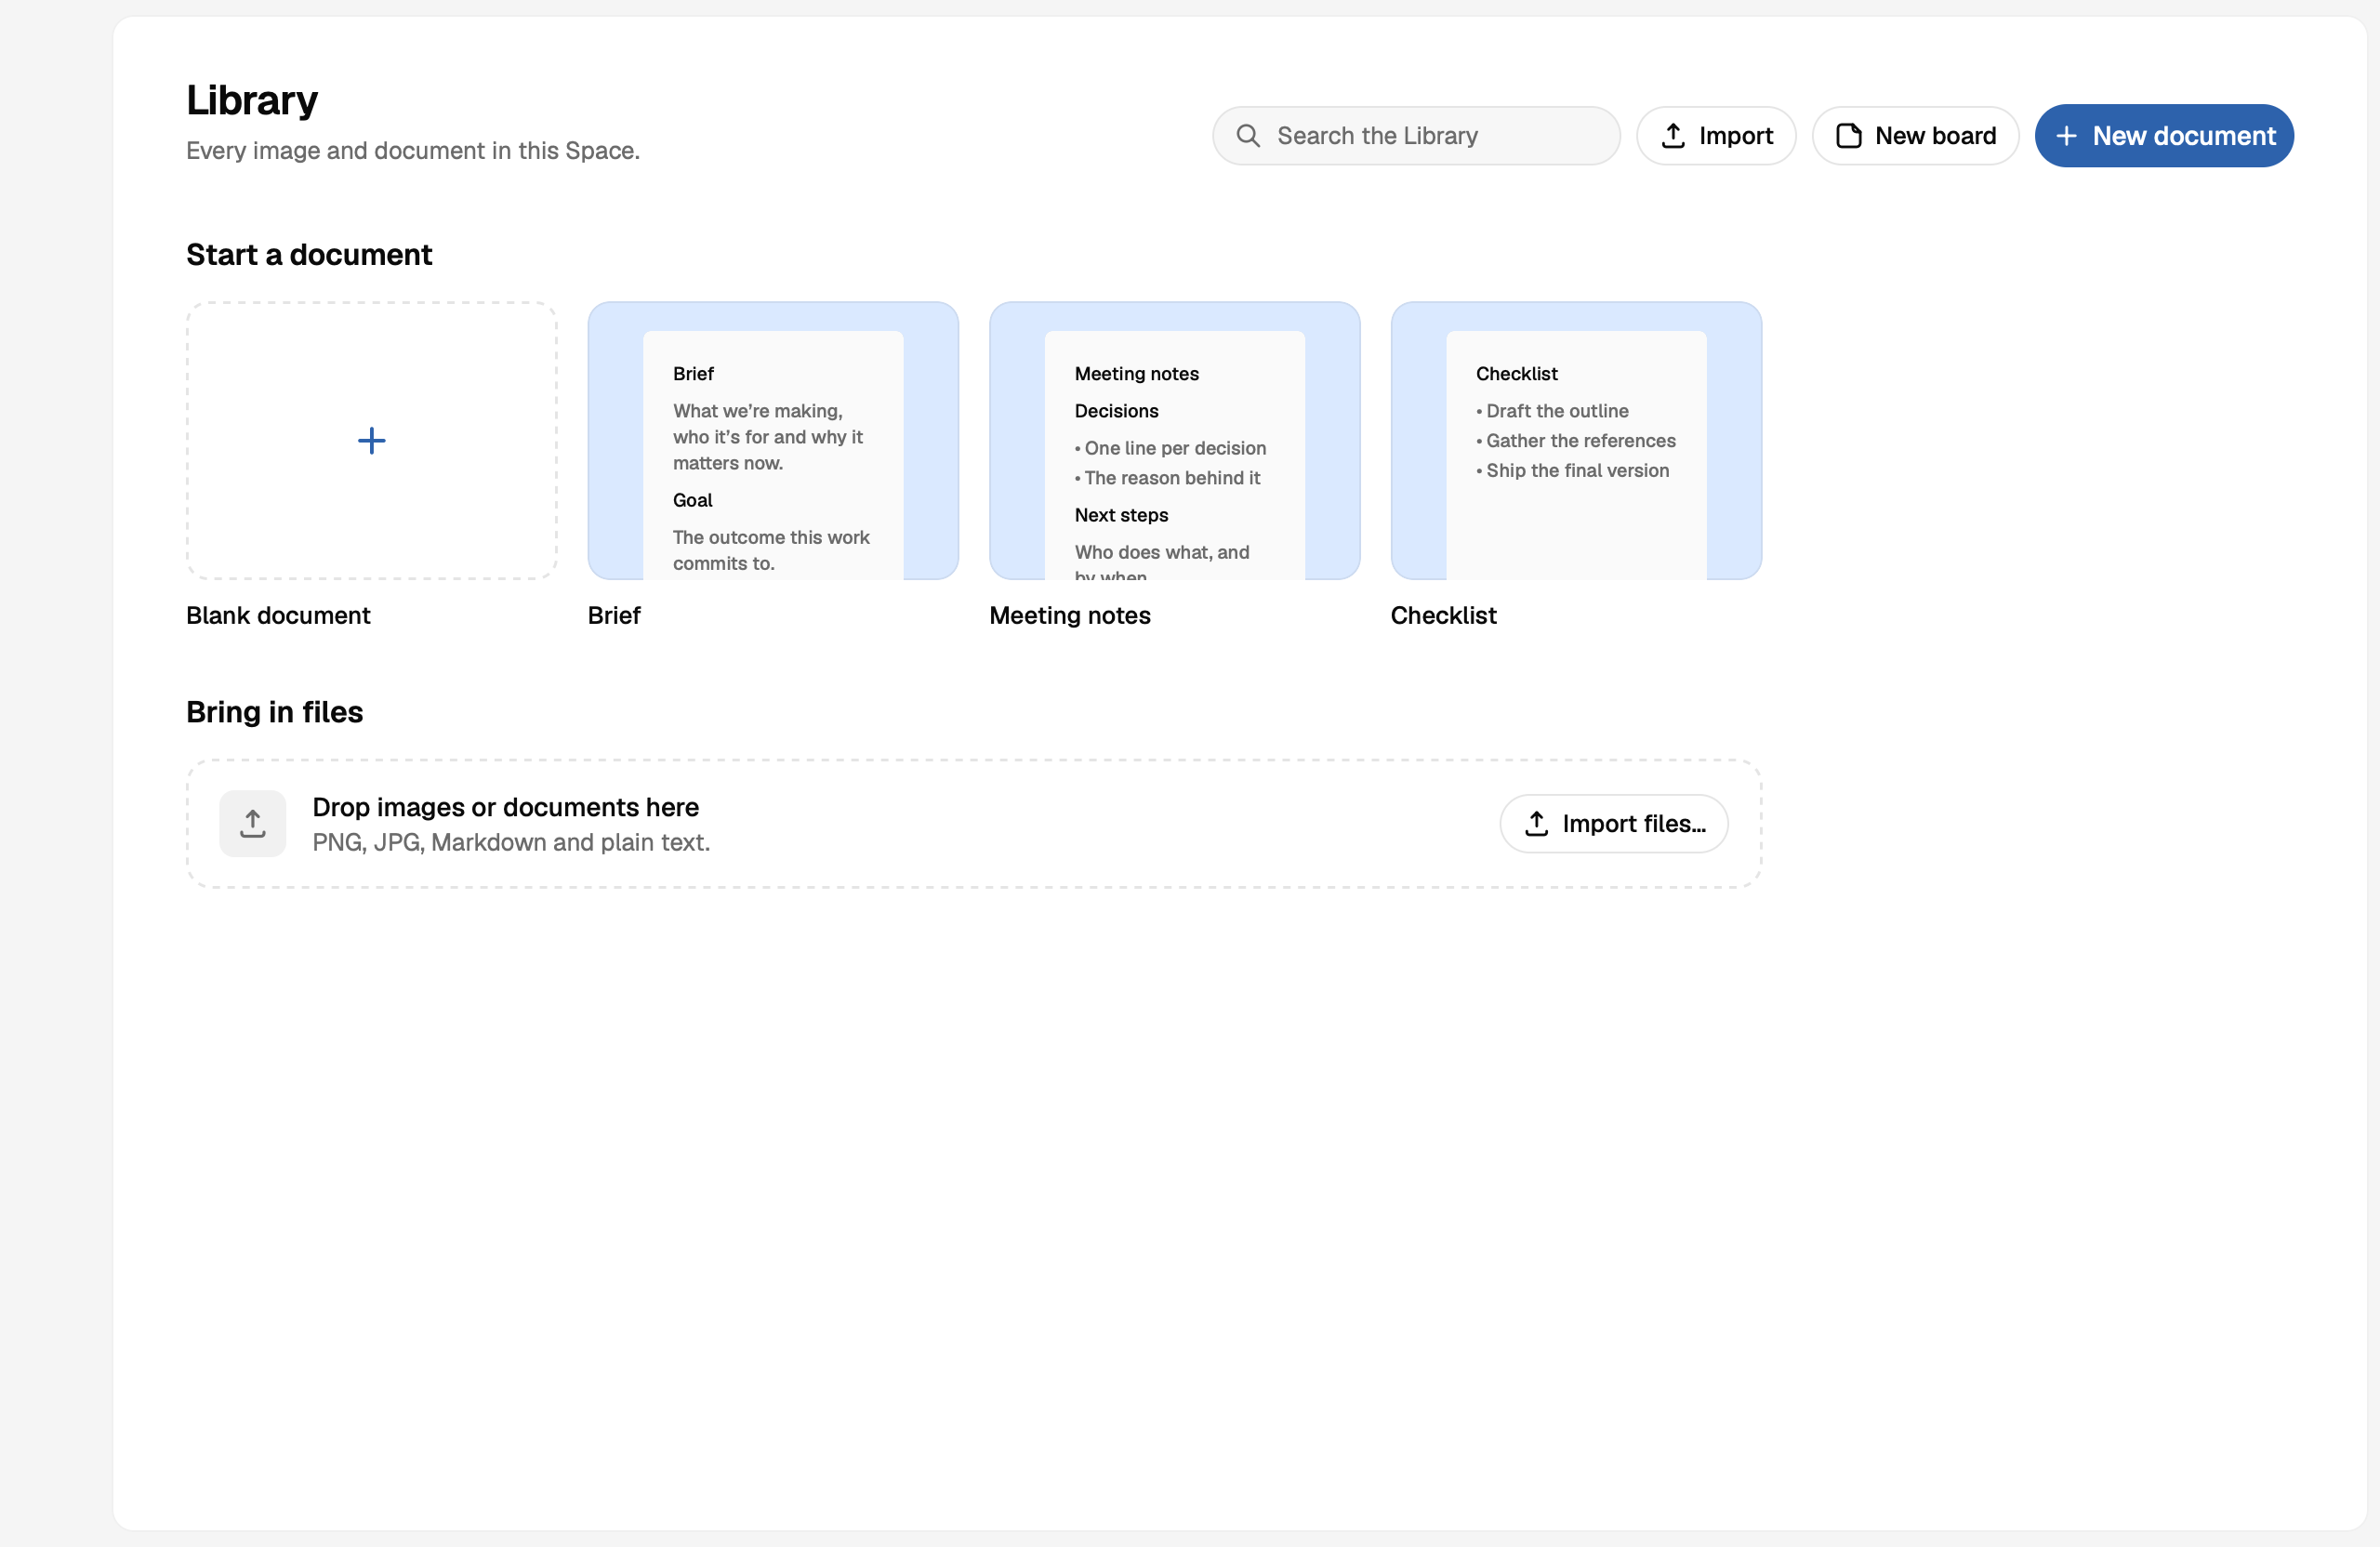 Library
Every image and document in this Space.
Search the Library
Import
New board
New document
Start a document
Brief
What we’re making,
who it’s for and why it
matters now.
Goal
The outcome this work
commits to.
Meeting notes
Decisions
• One line per decision
• The reason behind it
Next steps
Who does what, and
by when
Checklist
• Draft the outline
• Gather the references
• Ship the final version
Blank document
Brief
Meeting notes
Checklist
Bring in files
Drop images or documents here
PNG, JPG, Markdown and plain text.
Import files…